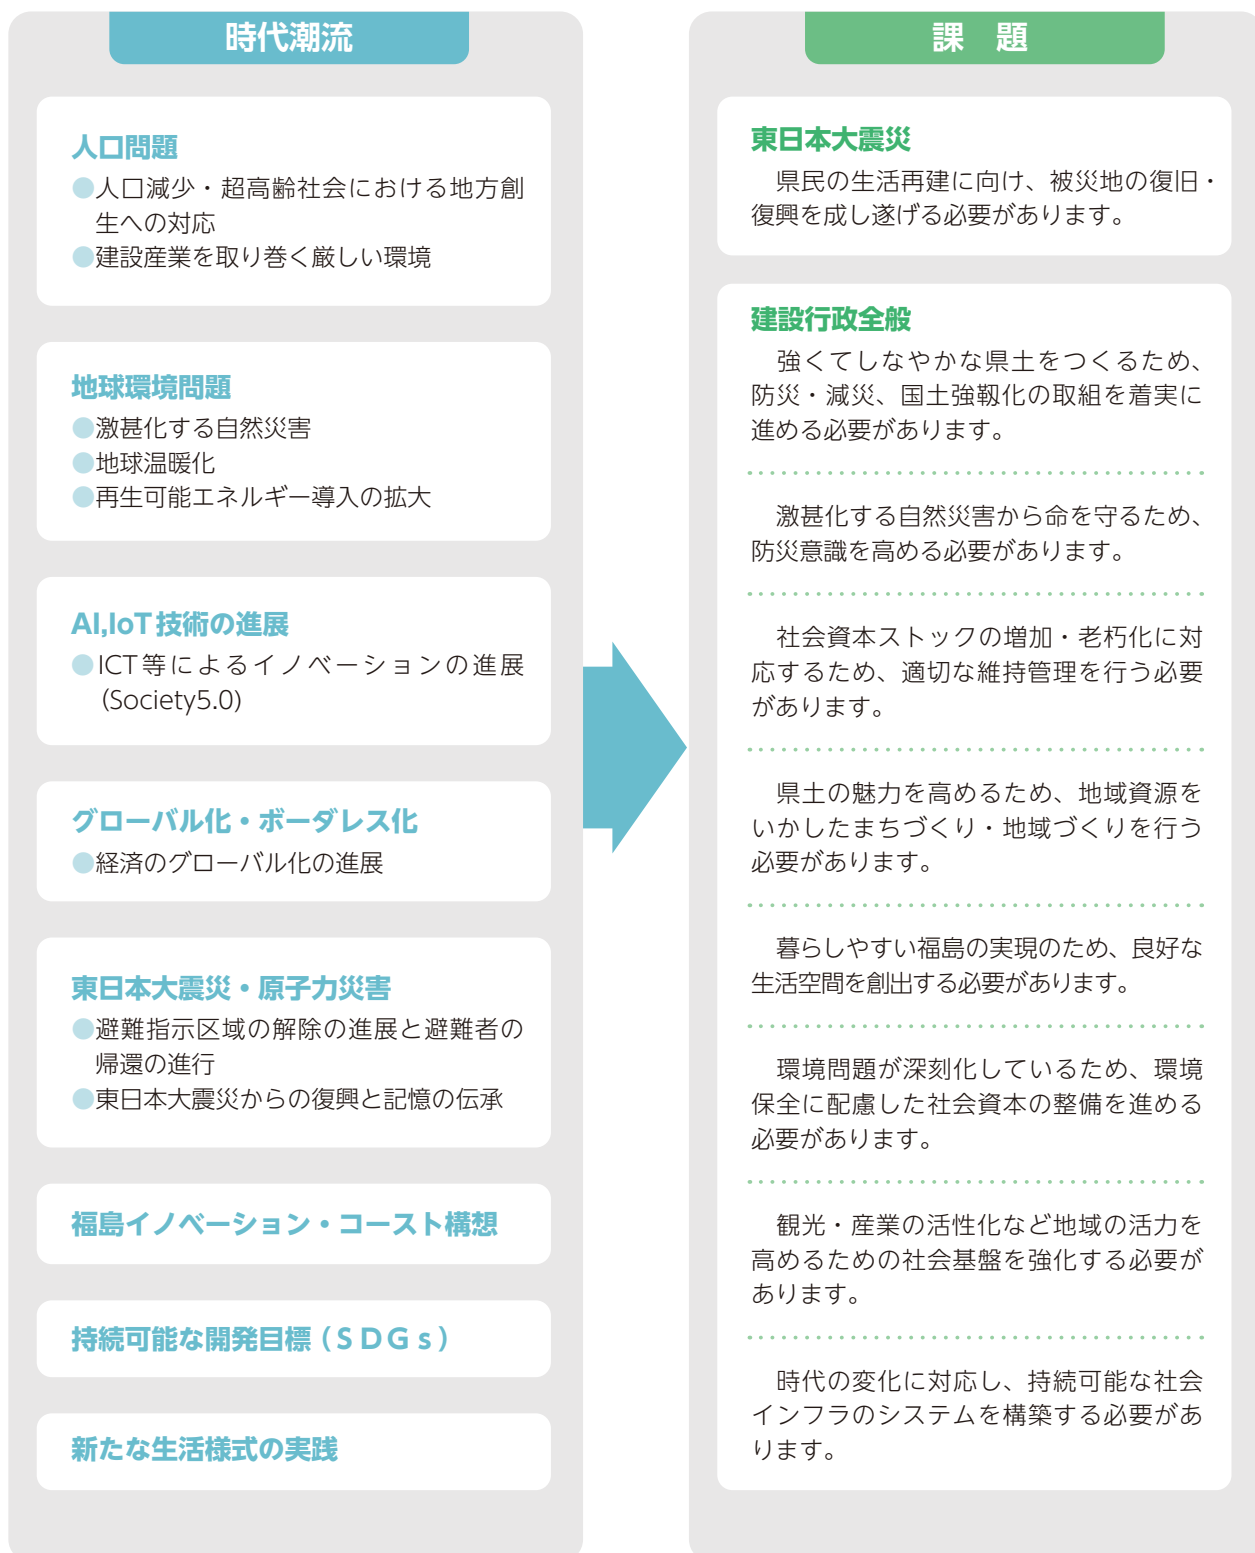 時代潮流
人口問題
●人口減少・超高齢社会における地方創
生への対応
●建設産業を取り巻く厳しい環境
地球環境問題
●激甚化する自然災害
●地球温暖化
●再生可能エネルギー導入の拡大
AI,IoT技術の進展
●ICT等によるイノベーションの進展
(Society5.0)
グローバル化・ボーダレス化
●経済のグローバル化の進展
東日本大震災・原子力災害
●避難指示区域の解除の進展と避難者の
帰還の進行
●東日本大震災からの復興と記憶の伝承
福島イノベーション・コースト構想
持続可能な開発目標（ＳＤＧｓ）
新たな生活様式の実践
課　題
東日本大震災
　県民の生活再建に向け、被災地の復旧・
復興を成し遂げる必要があります。
建設行政全般
　強くてしなやかな県土をつくるため、
防災・減災、国土強靱化の取組を着実に
進める必要があります。
　激甚化する自然災害から命を守るため、
防災意識を高める必要があります。
　社会資本ストックの増加・老朽化に対
応するため、適切な維持管理を行う必要
があります。
　県土の魅力を高めるため、地域資源を
いかしたまちづくり・地域づくりを行う
必要があります。
　暮らしやすい福島の実現のため、良好な
生活空間を創出する必要があります。
　環境問題が深刻化しているため、環境
保全に配慮した社会資本の整備を進める
必要があります。
　観光・産業の活性化など地域の活力を
高めるための社会基盤を強化する必要が
あります。
　時代の変化に対応し、持続可能な社会
インフラのシステムを構築する必要があ
ります。